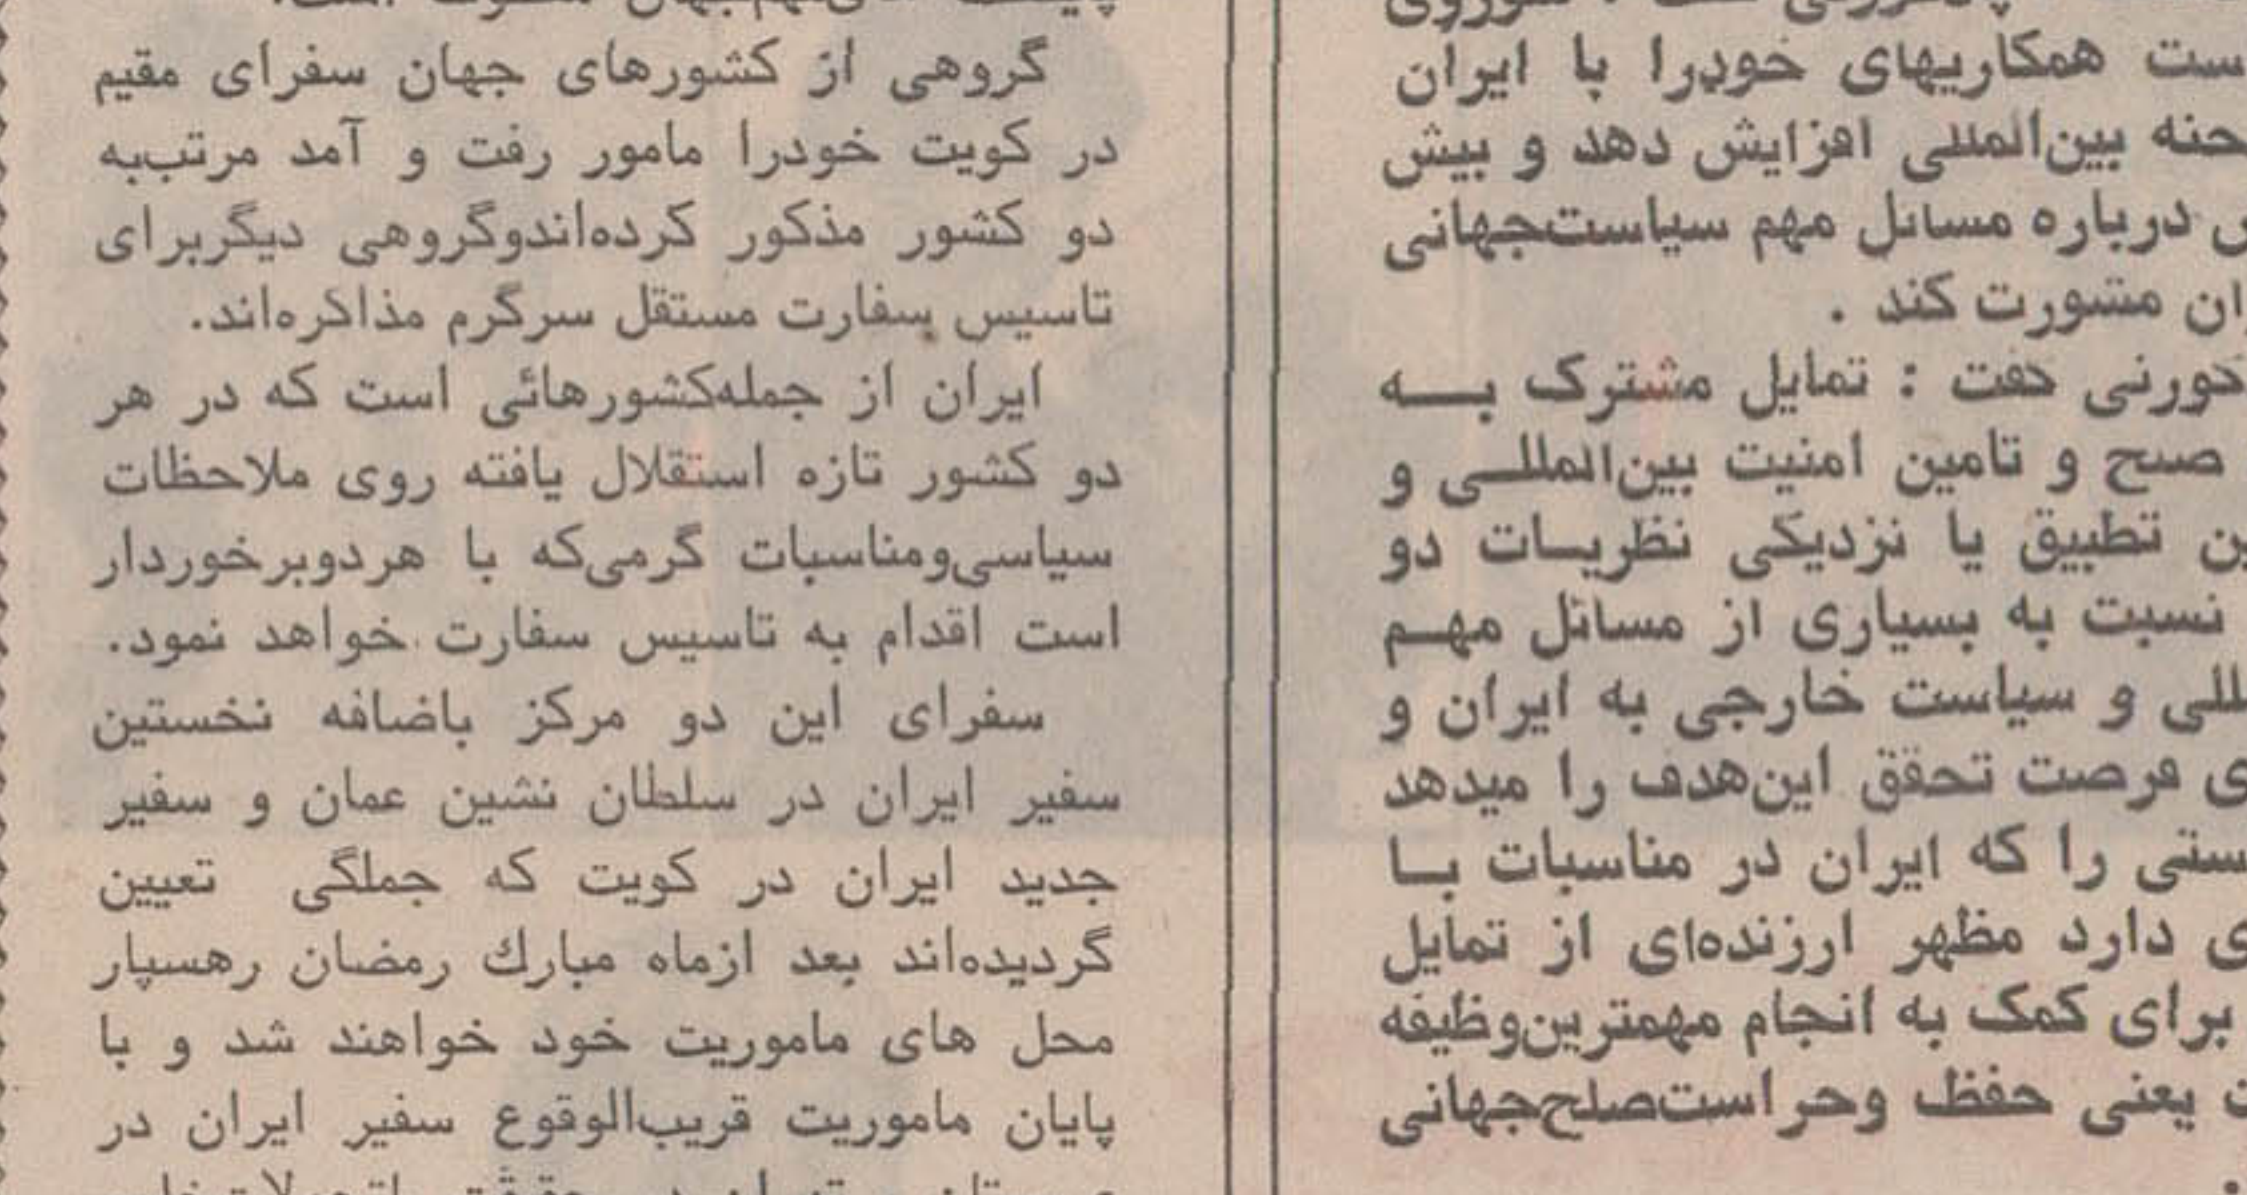 است همکاریهای خودرا با ایران
بین‌المللی افزایش دهد و بیش
درباره مسائل مهم سیاست‌جهانی
مشورت کند .
گفت : تمایل مشترک بــه
صلح و تامین امنیت بین‌المللــی و
تطبیق یا نزدیکی نظریــات دو
نسبت به بسیاری از مسائل مهــم
و سیاست خارجی به ایران و
فرصت تحقق این‌هدف را میدهد
را که ایران در مناسبات بــا
دارد مظهر ارزنده‌ای از تمایل
برای کمک به انجام مهمترین‌وظیفه
یعنی حفظ وحراست‌صلح‌جهانی
گروهی از کشورهای جهان سفرای مقیم
در کویت خودرا مامور رفت و آمد مرتب‌به
دو کشور مذکور کرده‌اندوگروهی دیگربرای
تاسیس سفارت مستقل سرگرم مذاکره‌اند.
ایران از جمله‌کشورهائی است که در هر
دو کشور تازه استقلال یافته روی ملاحظات
سیاسی‌ومناسبات گرمی‌که با هردوبرخوردار
است اقدام به تاسیس سفارت خواهد نمود.
سفرای این دو مرکز باضافه نخستین
سفیر ایران در سلطان نشین عمان و سفیر
جدید ایران در کویت که جملگی تعیین
گردیده‌اند بعد ازماه مبارك رمضان رهسپار
محل های ماموریت خود خواهند شد و با
پایان ماموریت قریب‌الوقوع سفیر ایران در